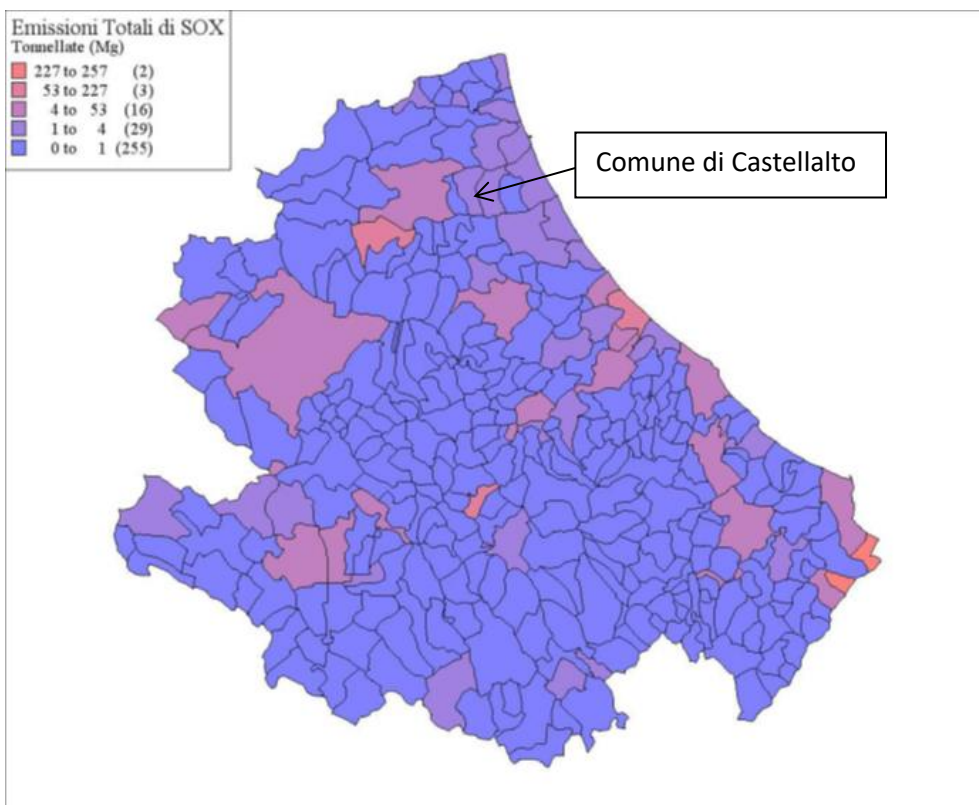 Emissioni Totali di SOX
Tonnellate (Mg)
227 to 257 (2)
53 to 227 (3)
4 to 53 (16)
1 to 4 (29)
0 to 1 (255)
Comune di Castellalto